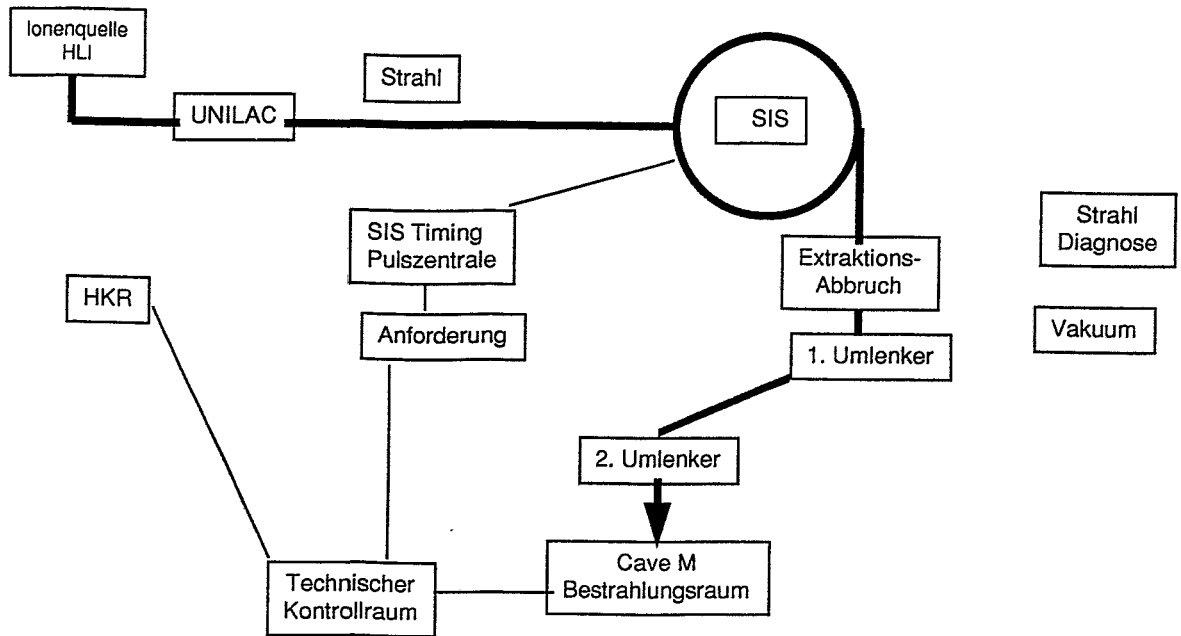 Ionenquelle
HLI
Strahl
UNILAC
SIS
SIS Timing
Pulszentrale
Strahl
Diagnose
Extraktions-
Abbruch
HKR
Anforderung
Vakuum
1. Umlenker
2. Umlenker
Cave M
Bestrahlungsraum
Technischer
Kontrollraum